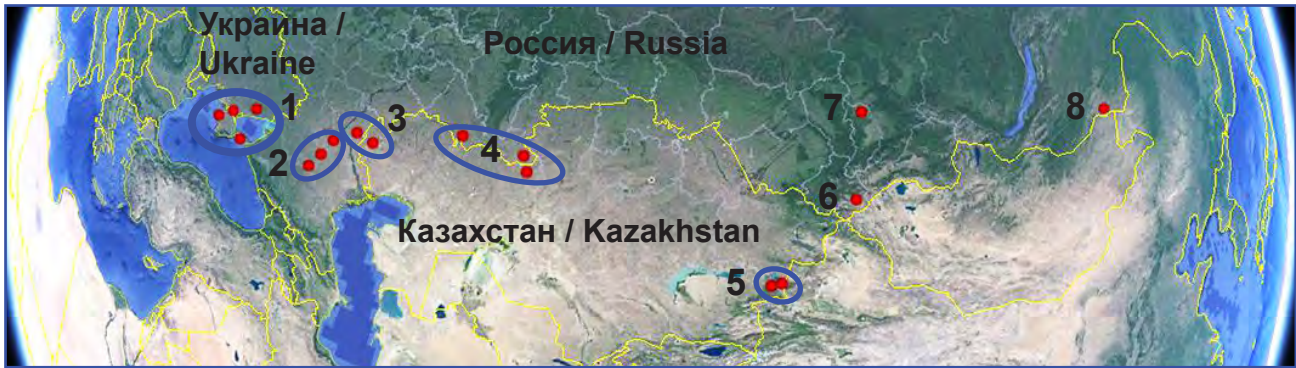 Украина /
Ukraine
Россия / Russia
1
2
3
4
7
8
6
Казахстан / Kazakhstan
5